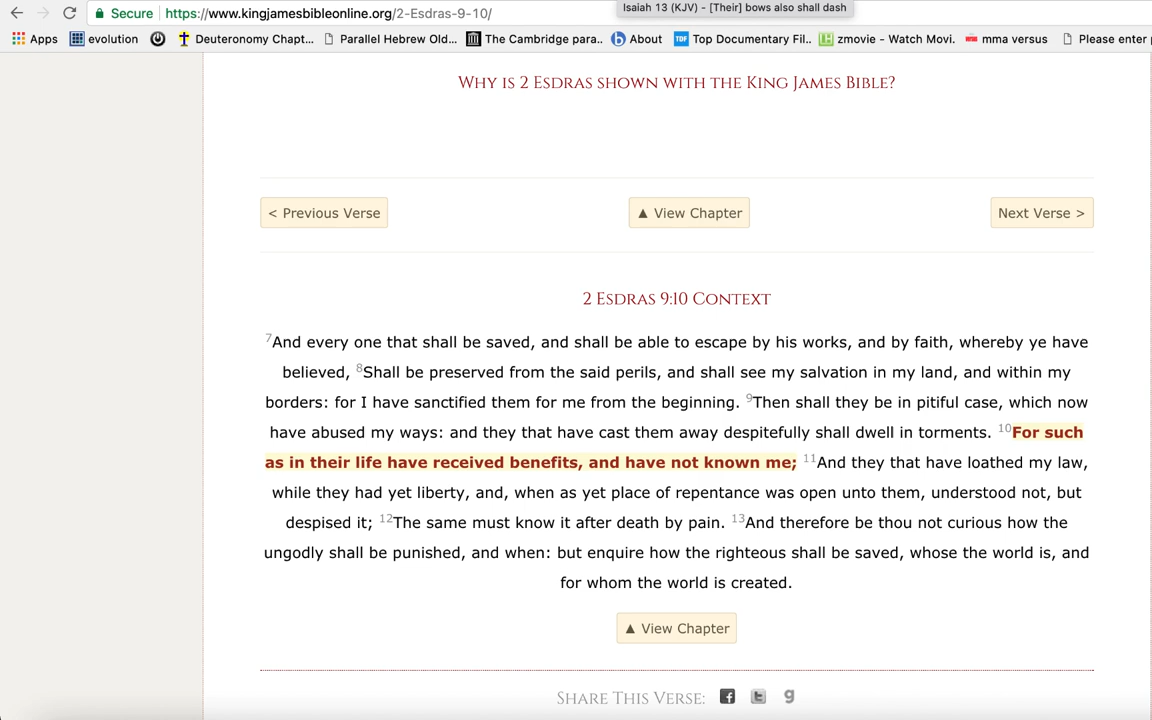 Secure | https://www.kingjamesbibleonline.org/2-Esdras-9-10/
Isaiah 13 (KJV) - [Their] bows also shall dash
Apps evolution Deuteronomy Chapt... Parallel Hebrew Old... The Cambridge para.. About Top Documentary Fil.. zmovie - Watch Movi. mma versus Please enter
WHY IS 2 ESDRAS SHOWN WITH THE KING JAMES BIBLE?
< Previous Verse ▲ View Chapter Next Verse >
2 ESDRAS 9:10 CONTEXT
7And every one that shall be saved, and shall be able to escape by his works, and by faith, whereby ye have
believed, 8Shall be preserved from the said perils, and shall see my salvation in my land, and within my
borders: for I have sanctified them for me from the beginning. 9Then shall they be in pitiful case, which now
have abused my ways: and they that have cast them away despitefully shall dwell in torments. 10For such
as in their life have received benefits, and have not known me; 11And they that have loathed my law,
while they had yet liberty, and, when as yet place of repentance was open unto them, understood not, but
despised it; 12The same must know it after death by pain. 13And therefore be thou not curious how the
ungodly shall be punished, and when: but enquire how the righteous shall be saved, whose the world is, and
for whom the world is created.
▲ View Chapter
SHARE THIS VERSE: f t g